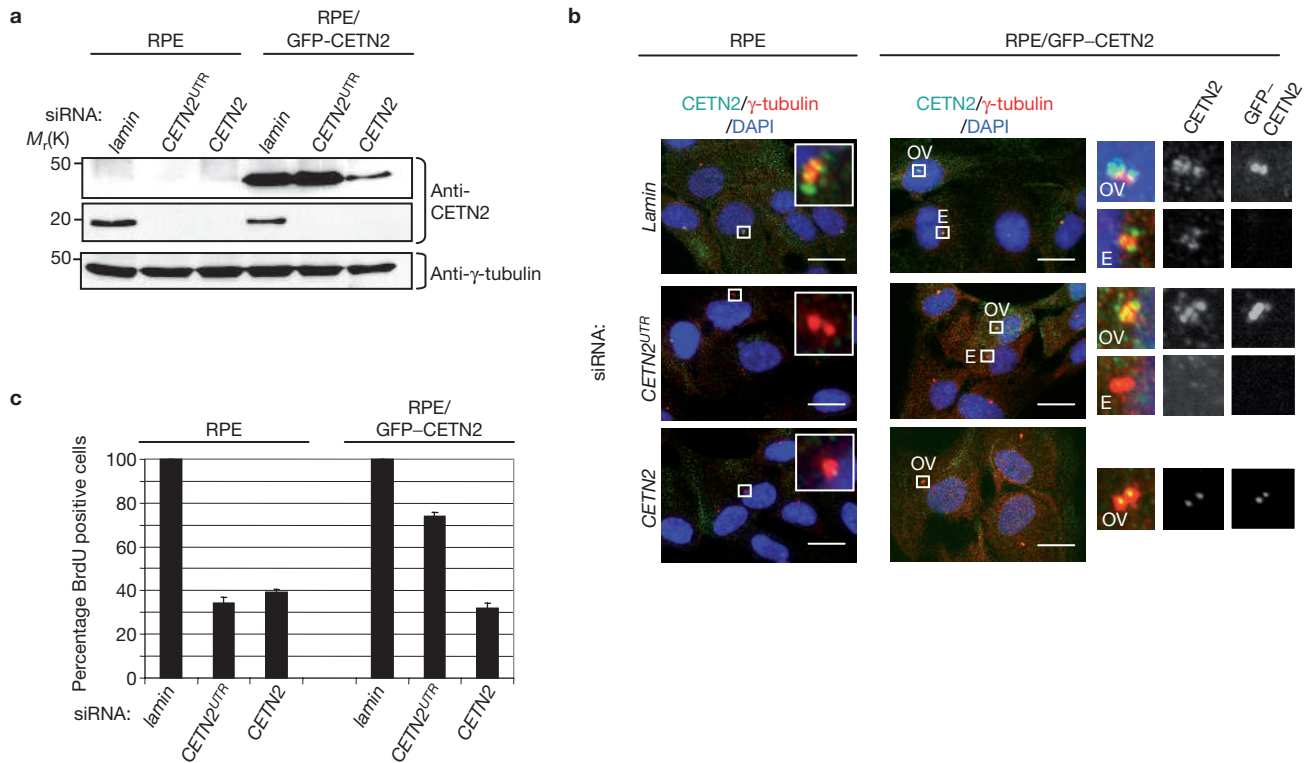 a
RPE
RPE/
GFP-CETN2
siRNA:
lamin
CETN2UTR
CETN2
lamin
CETN2UTR
CETN2
Mr(K)
50
20
50
Anti-
CETN2
Anti-γ-tubulin
b
RPE
RPE/GFP–CETN2
CETN2/γ-tubulin
/DAPI
CETN2/γ-tubulin
/DAPI
CETN2
GFP–
CETN2
siRNA:
Lamin
OV
E
OV
E
CETN2UTR
OV
E
OV
E
CETN2
OV
OV
c
RPE
RPE/
GFP–CETN2
Percentage BrdU positive cells
100
80
60
40
20
0
siRNA:
lamin
CETN2UTR
CETN2
lamin
CETN2UTR
CETN2